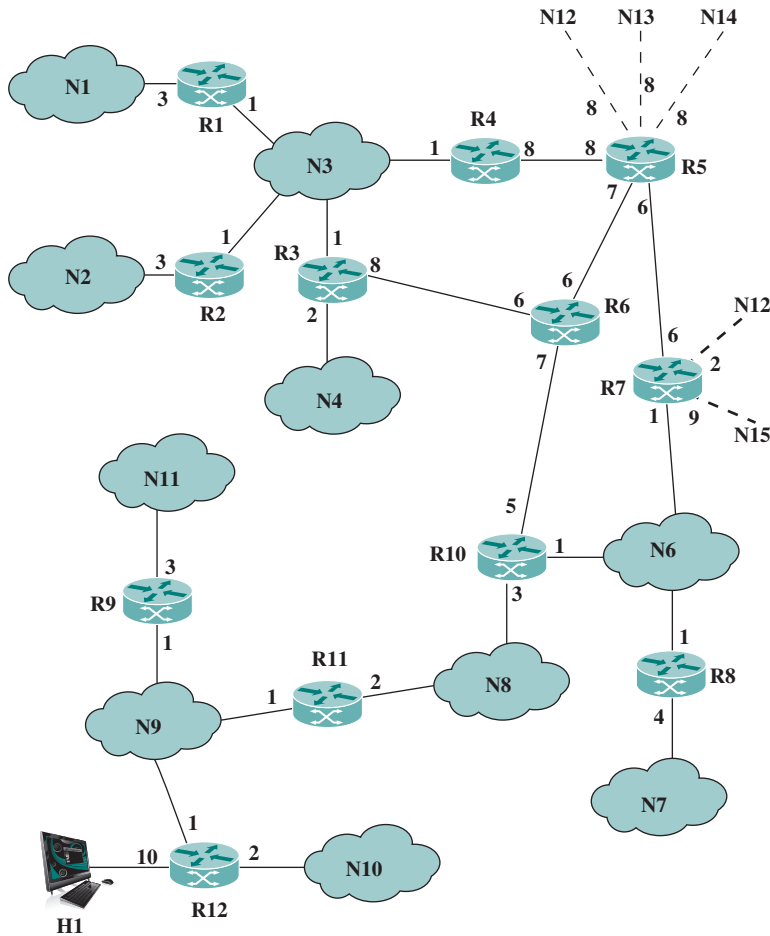 N12 N13 N14
N1 3 R1 1
8 8 8
R4
N3 1 8 8 R5
7 6
N2 3 1 R2
R3 1 8
2
6 6 R6
7
N4
N12
6 2
R7
1 9
N15
N11
5
R10 1 N6
3
3
R9
1
R11
1 2 N8
1 R8
4
N9
N7
1
10 2 N10
R12
H1